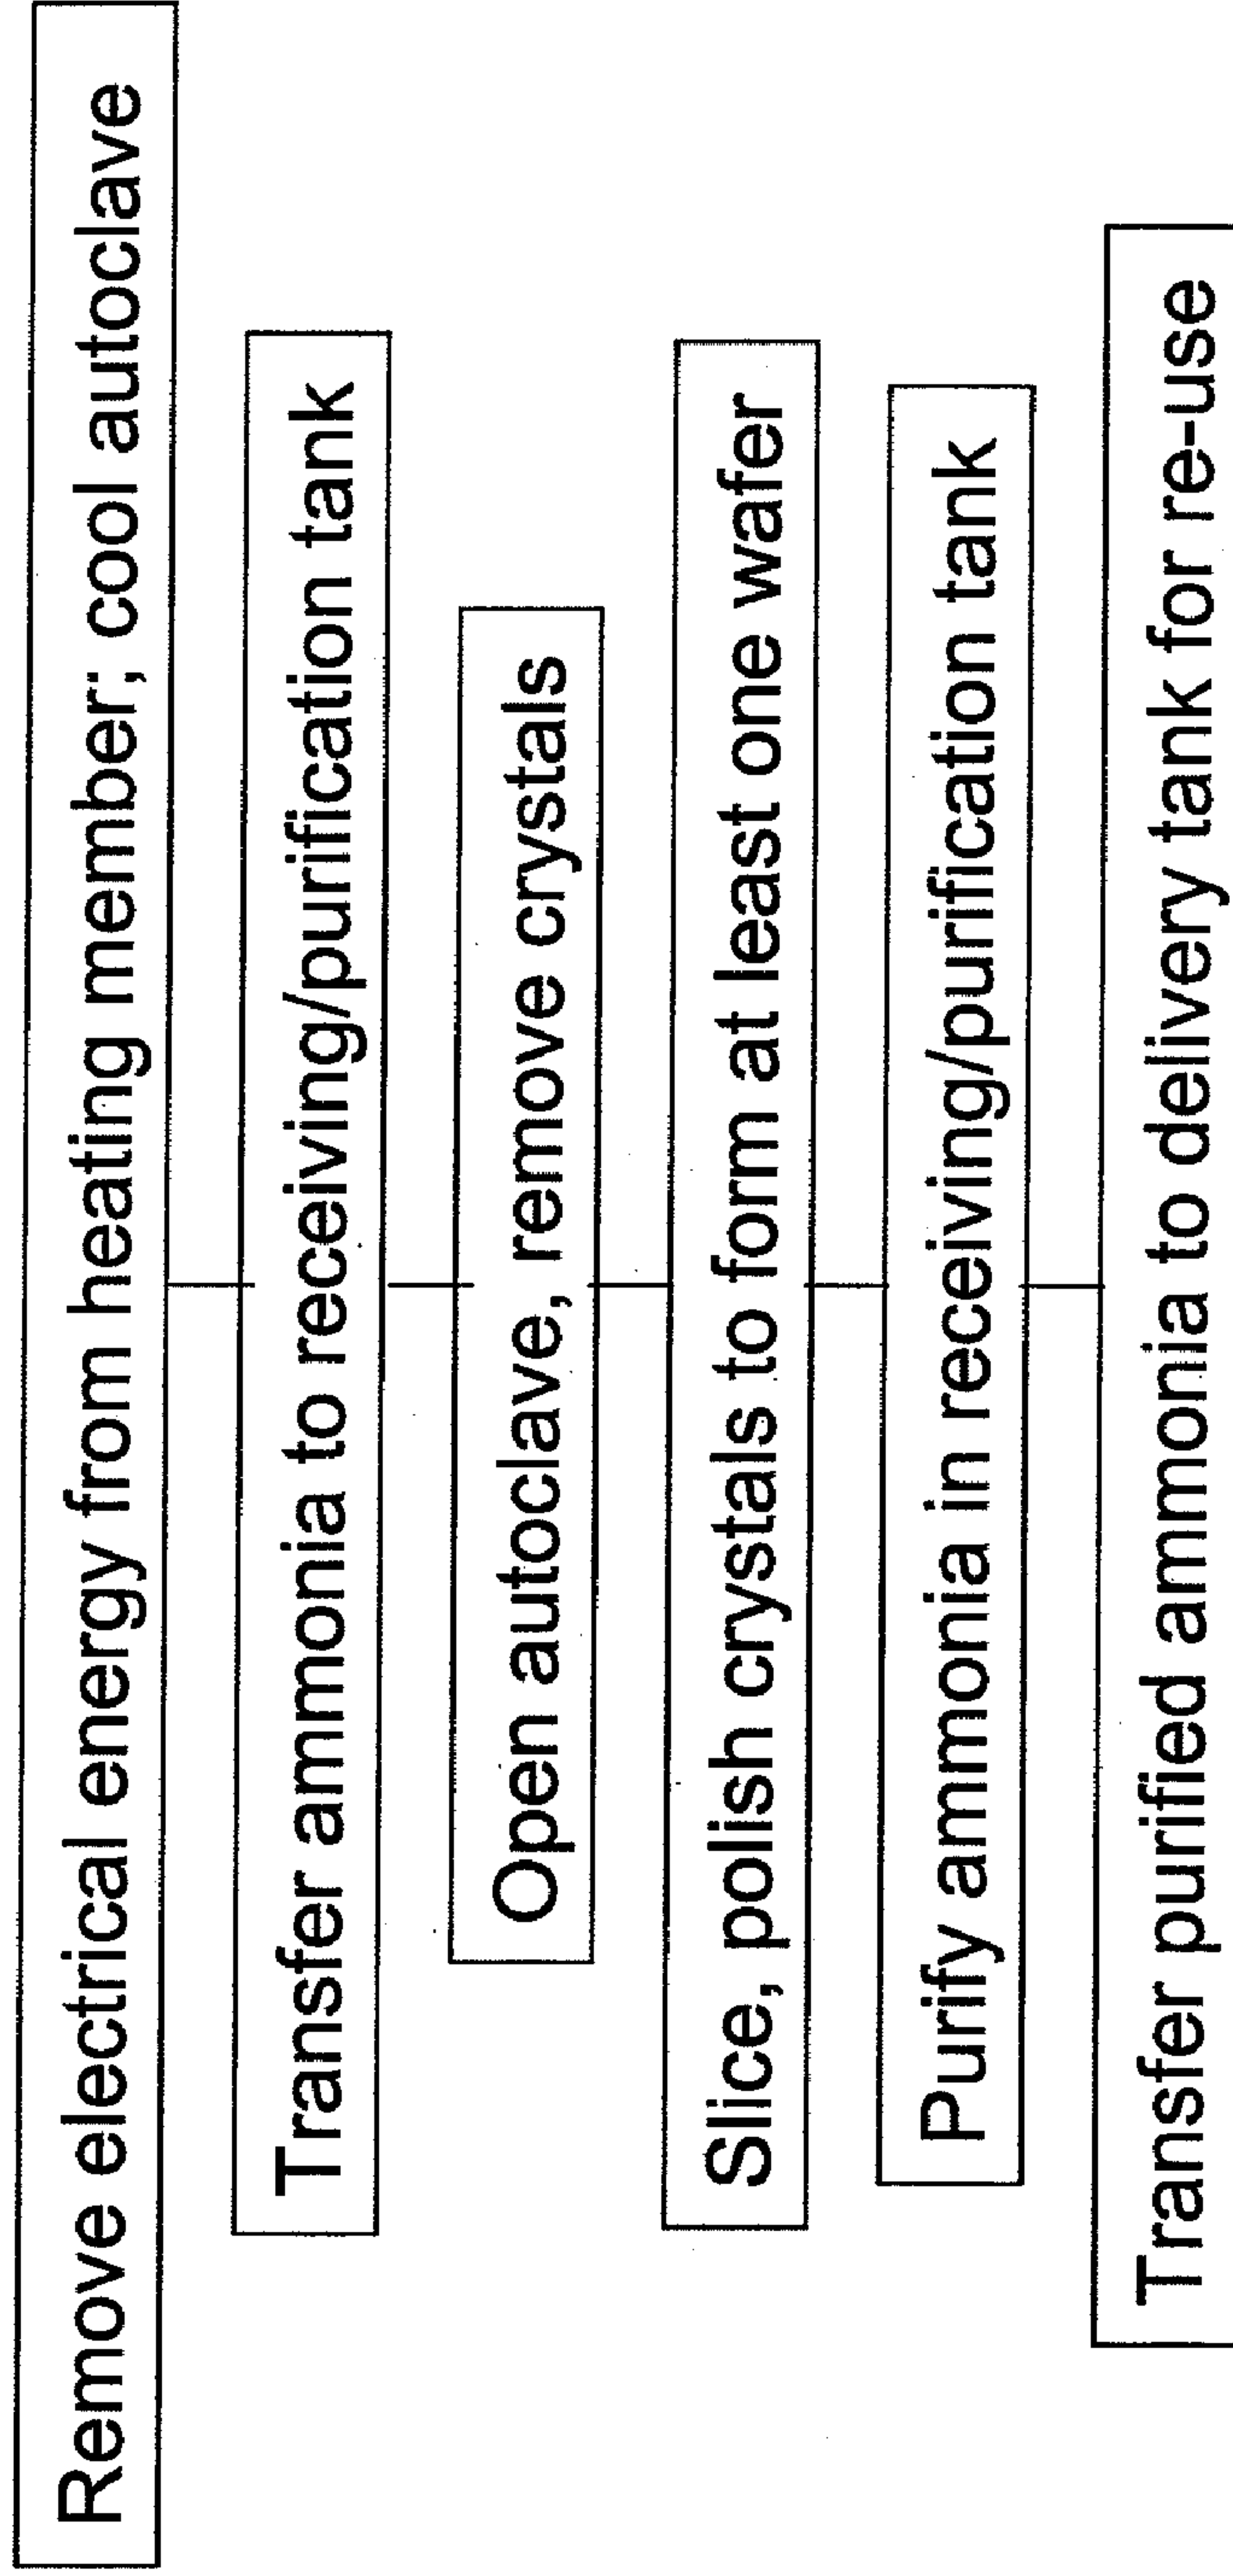 Remove electrical energy from heating member; cool autoclave
Transfer ammonia to receiving/purification tank
Open autoclave, remove crystals
Slice, polish crystals to form at least one wafer
Purify ammonia in receiving/purification tank
Transfer purified ammonia to delivery tank for re-use